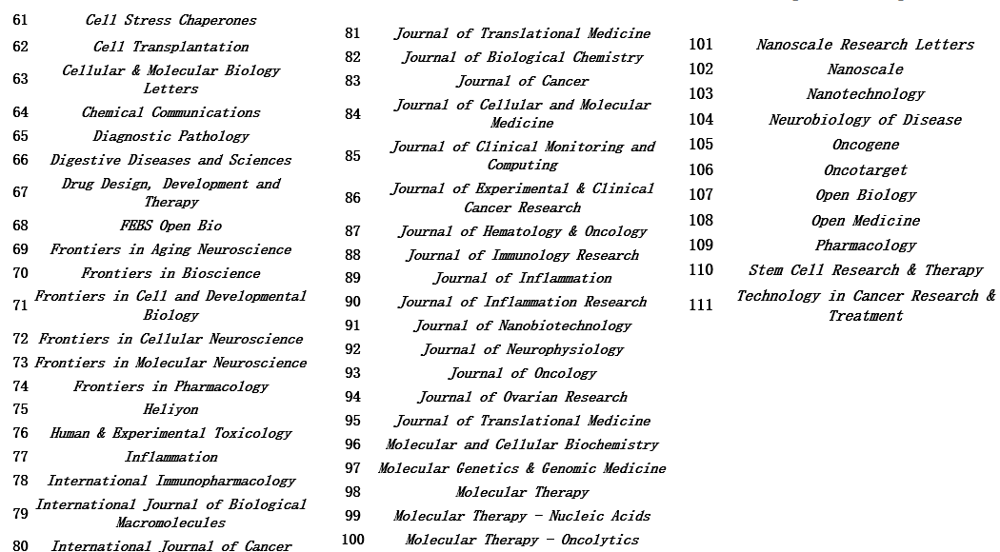 61 Cell Stress Chaperones
62 Cell Transplantation
63 Cellular & Molecular Biology
Letters
64 Chemical Communications
65 Diagnostic Pathology
66 Digestive Diseases and Sciences
67 Drug Design, Development and
Therapy
68 FEBS Open Bio
69 Frontiers in Aging Neuroscience
70 Frontiers in Bioscience
71 Frontiers in Cell and Developmental
Biology
72 Frontiers in Cellular Neuroscience
73 Frontiers in Molecular Neuroscience
74 Frontiers in Pharmacology
75 Heliyon
76 Human & Experimental Toxicology
77 Inflammation
78 International Immunopharmacology
79 International Journal of Biological
Macromolecules
80 International Journal of Cancer
81 Journal of Translational Medicine
82 Journal of Biological Chemistry
83 Journal of Cancer
84 Journal of Cellular and Molecular
Medicine
85 Journal of Clinical Monitoring and
Computing
86 Journal of Experimental & Clinical
Cancer Research
87 Journal of Hematology & Oncology
88 Journal of Immunology Research
89 Journal of Inflammation
90 Journal of Inflammation Research
91 Journal of Nanobiotechnology
92 Journal of Neurophysiology
93 Journal of Oncology
94 Journal of Ovarian Research
95 Journal of Translational Medicine
96 Molecular and Cellular Biochemistry
97 Molecular Genetics & Genomic Medicine
98 Molecular Therapy
99 Molecular Therapy - Nucleic Acids
100 Molecular Therapy - Oncolytics
101 Nanoscale Research Letters
102 Nanoscale
103 Nanotechnology
104 Neurobiology of Disease
105 Oncogene
106 Oncotarget
107 Open Biology
108 Open Medicine
109 Pharmacology
110 Stem Cell Research & Therapy
111 Technology in Cancer Research &
Treatment